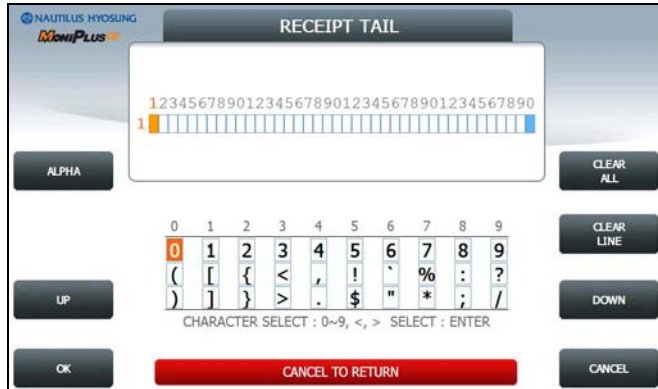 NAUTILUS HYOSUNG
MoniPlus CE
RECEIPT TAIL
1234567890123456789012345678901234567890
1
ALPHA
CLEAR ALL
0 1 2 3 4 5 6 7 8 9
0 1 2 3 4 5 6 7 8 9
( [ { < , ! ` % : ?
) ] } > . $ " * ; /
CLEAR LINE
UP
DOWN
CHARACTER SELECT : 0~9, <, > SELECT : ENTER
OK
CANCEL TO RETURN
CANCEL